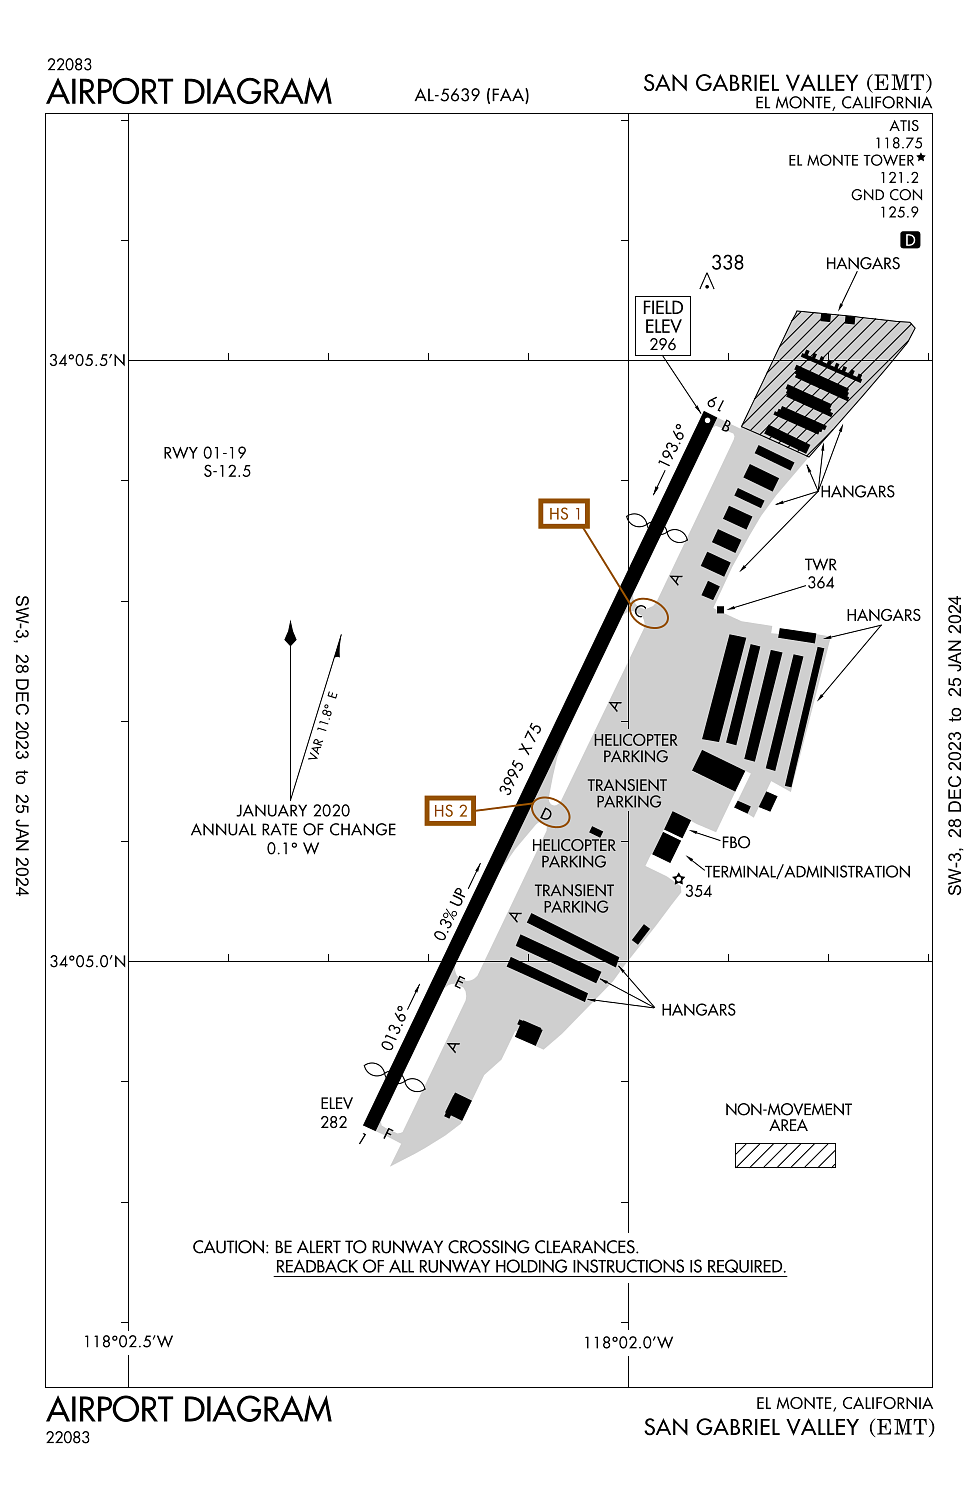 22083
AIRPORT DIAGRAM
AL-5639 (FAA)
SAN GABRIEL VALLEY (EMT)
EL MONTE, CALIFORNIA
ATIS
118.75
EL MONTE TOWER★
121.2
GND CON
125.9
D
HANGARS
338
FIELD
ELEV
296
34°05.5'N
19
B
193.6°
RWY 01-19
S-12.5
HANGARS
HS 1
A
C
TWR
364
HANGARS
SW-3, 28 DEC 2023 to 25 JAN 2024
SW-3, 28 DEC 2023 to 25 JAN 2024
VAR 11.8° E
A
3995 X 75
HELICOPTER
PARKING
TRANSIENT
PARKING
JANUARY 2020
ANNUAL RATE OF CHANGE
0.1° W
HS 2
D
HELICOPTER
PARKING
FBO
TERMINAL/ADMINISTRATION
354
TRANSIENT
PARKING
0.3% UP
A
34°05.0'N
E
HANGARS
013.6°
A
ELEV
282
1
F
NON-MOVEMENT
AREA
CAUTION: BE ALERT TO RUNWAY CROSSING CLEARANCES.
READBACK OF ALL RUNWAY HOLDING INSTRUCTIONS IS REQUIRED.
118°02.5'W
118°02.0'W
AIRPORT DIAGRAM
22083
EL MONTE, CALIFORNIA
SAN GABRIEL VALLEY (EMT)